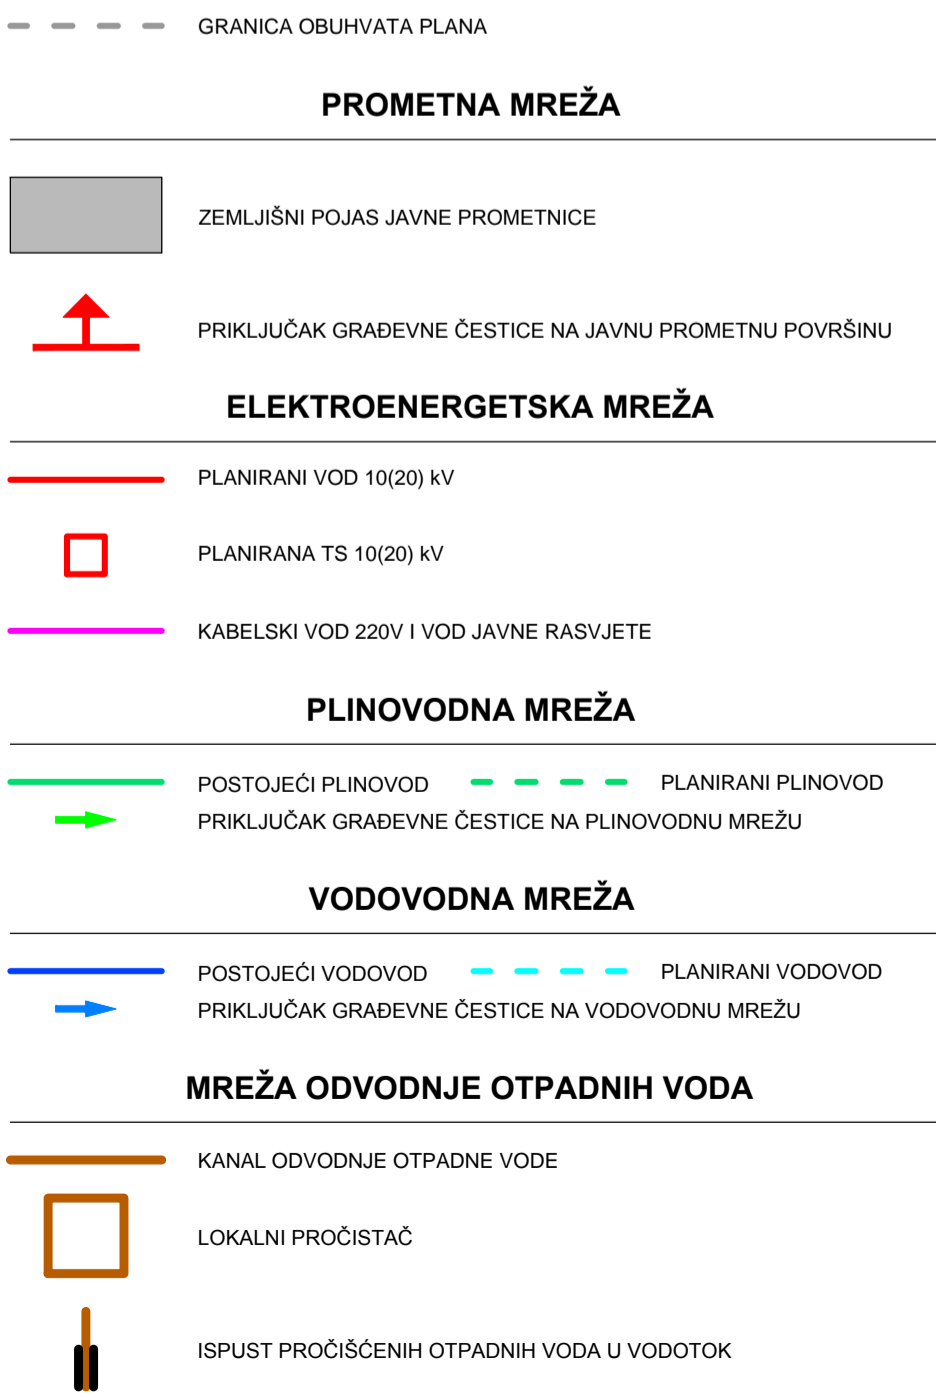 GRANICA OBUHVATA PLANA
PROMETNA MREŽA
ZEMLJIŠNI POJAS JAVNE PROMETNICE
PRIKLJUČAK GRAĐEVNE ČESTICE NA JAVNU PROMETNU POVRŠINU
ELEKTROENERGETSKA MREŽA
PLANIRANI VOD 10(20) kV
PLANIRANA TS 10(20) kV
KABELSKI VOD 220V I VOD JAVNE RASVJETE
PLINOVODNA MREŽA
POSTOJEĆI PLINOVOD PLANIRANI PLINOVOD
PRIKLJUČAK GRAĐEVNE ČESTICE NA PLINOVODNU MREŽU
VODOVODNA MREŽA
POSTOJEĆI VODOVOD PLANIRANI VODOVOD
PRIKLJUČAK GRAĐEVNE ČESTICE NA VODOVODNU MREŽU
MREŽA ODVODNJE OTPADNIH VODA
KANAL ODVODNJE OTPADNE VODE
LOKALNI PROČISTAČ
ISPUST PROČIŠĆENIH OTPADNIH VODA U VODOTOK